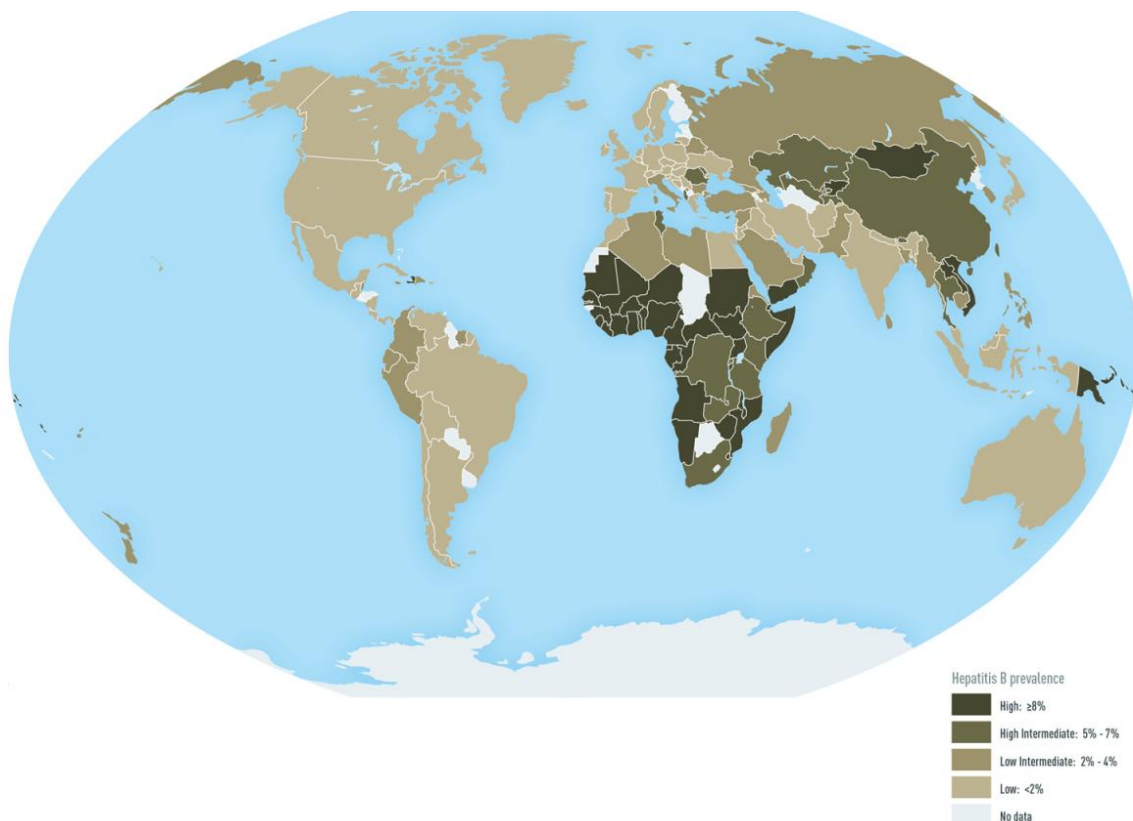 Hepatitis B prevalence
High: ≥8%
High Intermediate: 5% - 7%
Low Intermediate: 2% - 4%
Low: <2%
No data